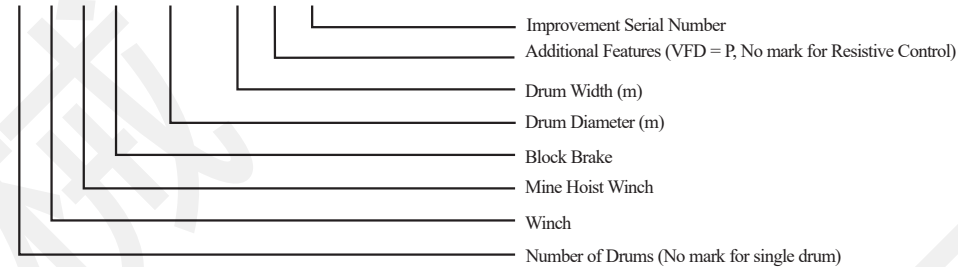 Improvement Serial Number
Additional Features (VFD = P, No mark for Resistive Control)
Drum Width (m)
Drum Diameter (m)
Block Brake
Mine Hoist Winch
Winch
Number of Drums (No mark for single drum)